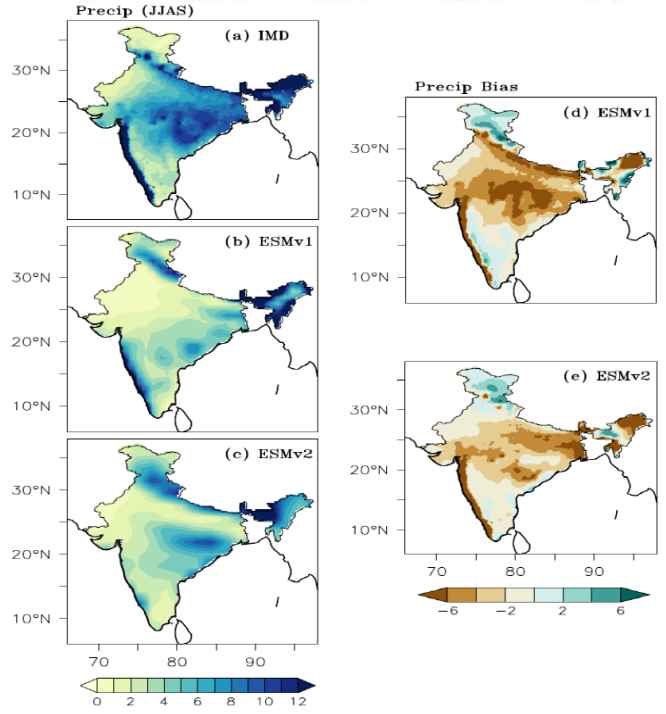 Precip (JJAS)
(a) IMD
30°N
20°N
10°N
(b) ESMv1
30°N
20°N
10°N
(c) ESMv2
30°N
20°N
10°N
70 80 90
0 2 4 6 8 10 12
Precip Bias
(d) ESMv1
30°N
20°N
10°N
(e) ESMv2
30°N
20°N
10°N
70 80 90
−6 −2 2 6